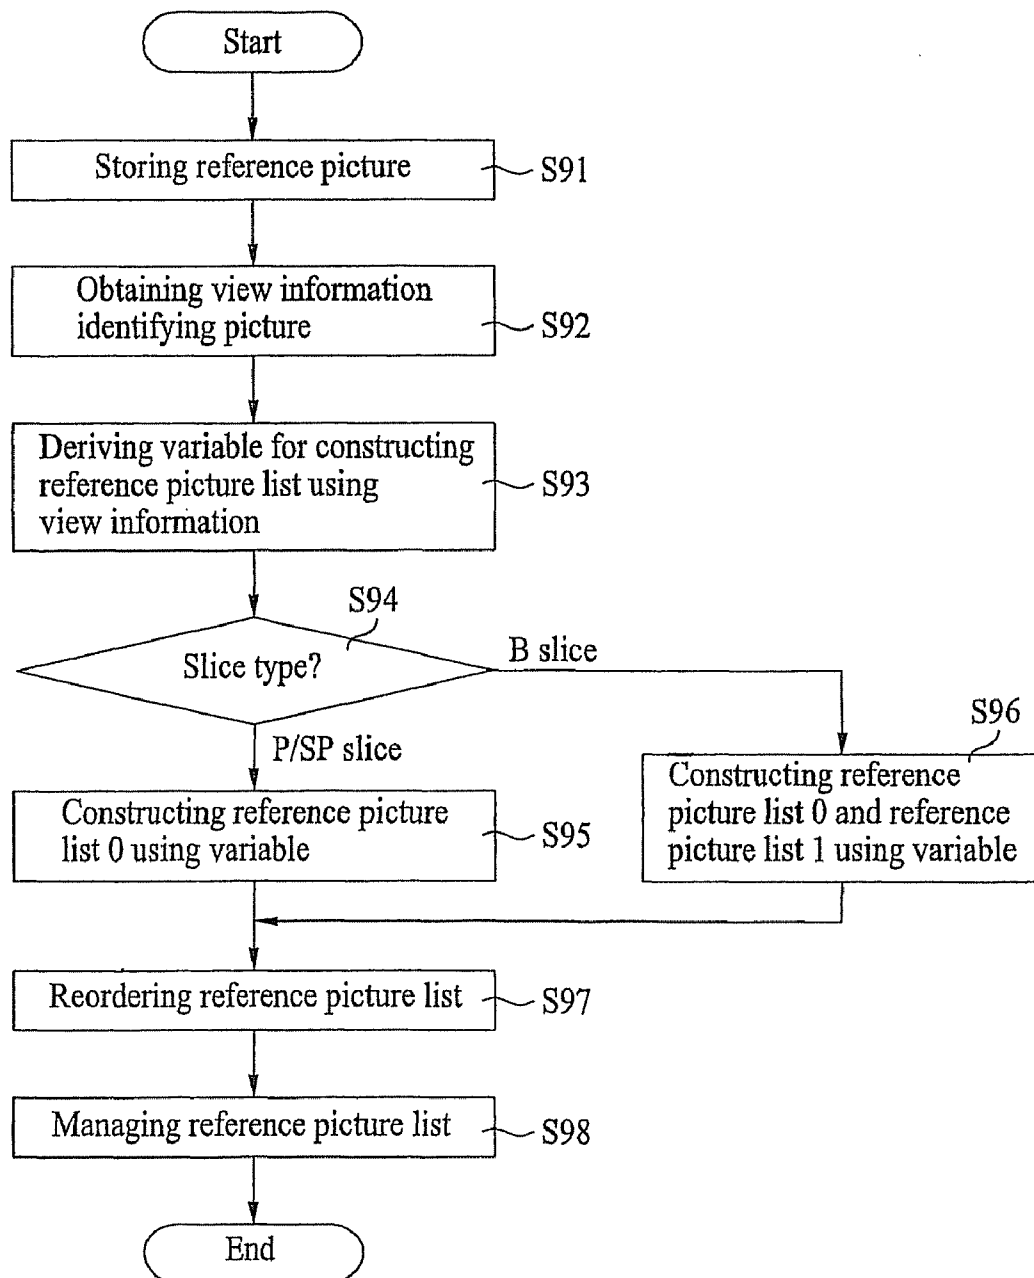 Start
Storing reference picture
S91
Obtaining view information
identifying picture
S92
Deriving variable for constructing
reference picture list using
view information
S93
S94
Slice type?
B slice
P/SP slice
S96
Constructing reference
picture list 0 and reference
picture list 1 using variable
Constructing reference picture
list 0 using variable
S95
Reordering reference picture list
S97
Managing reference picture list
S98
End